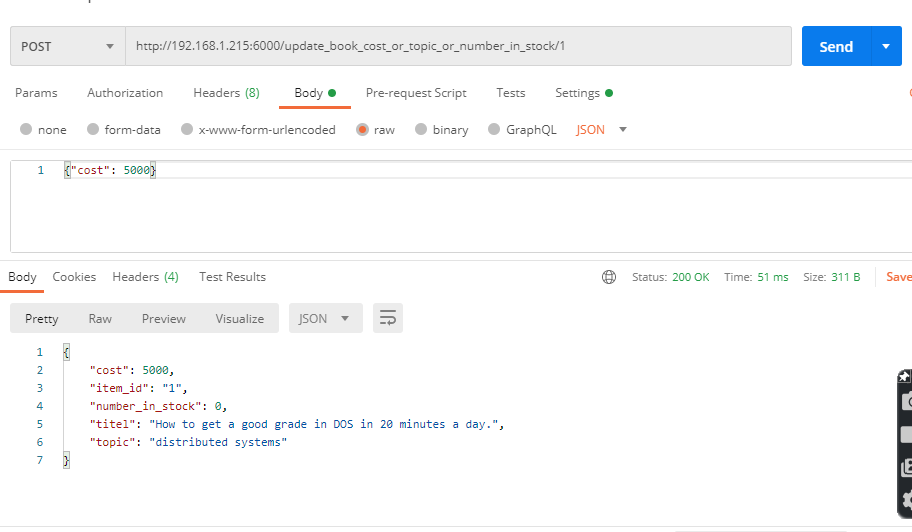 POST http://192.168.1.215:6000/update_book_cost_or_topic_or_number_in_stock/1 Send
Params Authorization Headers (8) Body Pre-request Script Tests Settings
none form-data x-www-form-urlencoded raw binary GraphQL JSON
1 {"cost": 5000}
Body Cookies Headers (4) Test Results Status: 200 OK Time: 51 ms Size: 311 B Save
Pretty Raw Preview Visualize JSON
1 {
2 "cost": 5000,
3 "item_id": "1",
4 "number_in_stock": 0,
5 "titel": "How to get a good grade in DOS in 20 minutes a day.",
6 "topic": "distributed systems"
7 }